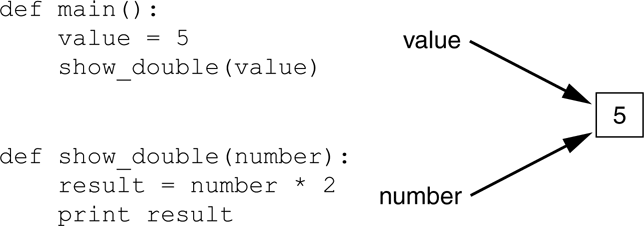 def main():
    value = 5
    show_double(value)
def show_double(number):
    result = number * 2
    print result
value
5
number